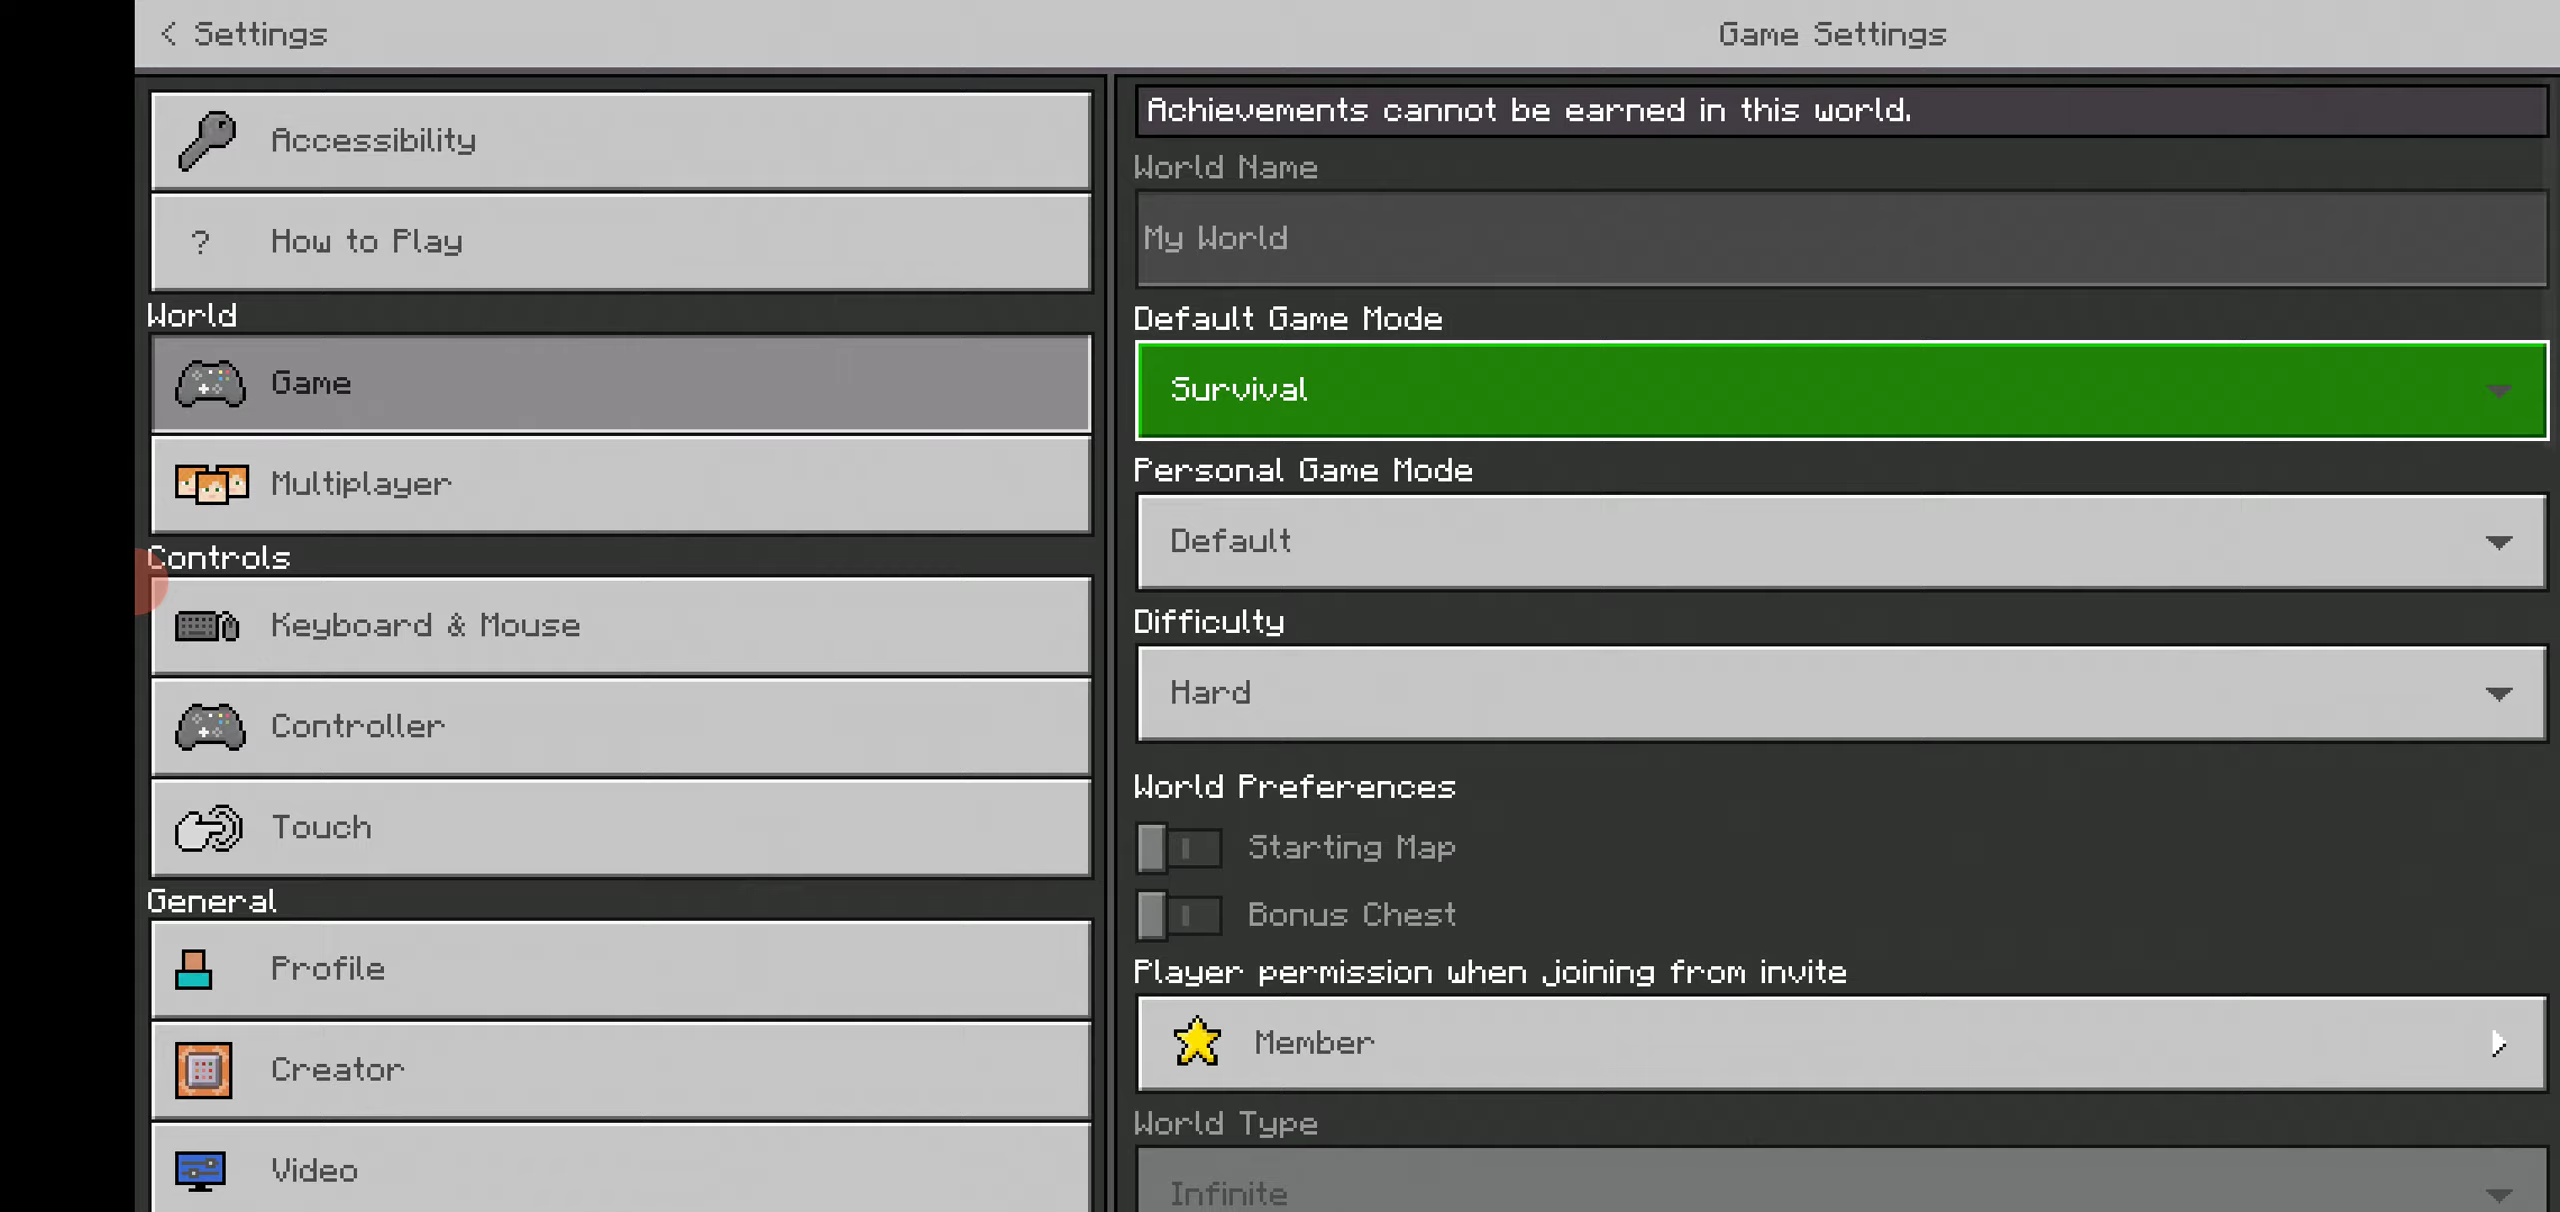 Settings
Game Settings
Accessibility
? How to Play
World
Game
Multiplayer
Controls
Keyboard & Mouse
Controller
Touch
General
Profile
Creator
Video
Achievements cannot be earned in this world.
World Name
My World
Default Game Mode
Survival
Personal Game Mode
Default
Difficulty
Hard
World Preferences
Starting Map
Bonus Chest
Player permission when joining from invite
Member
World Type
Infinite